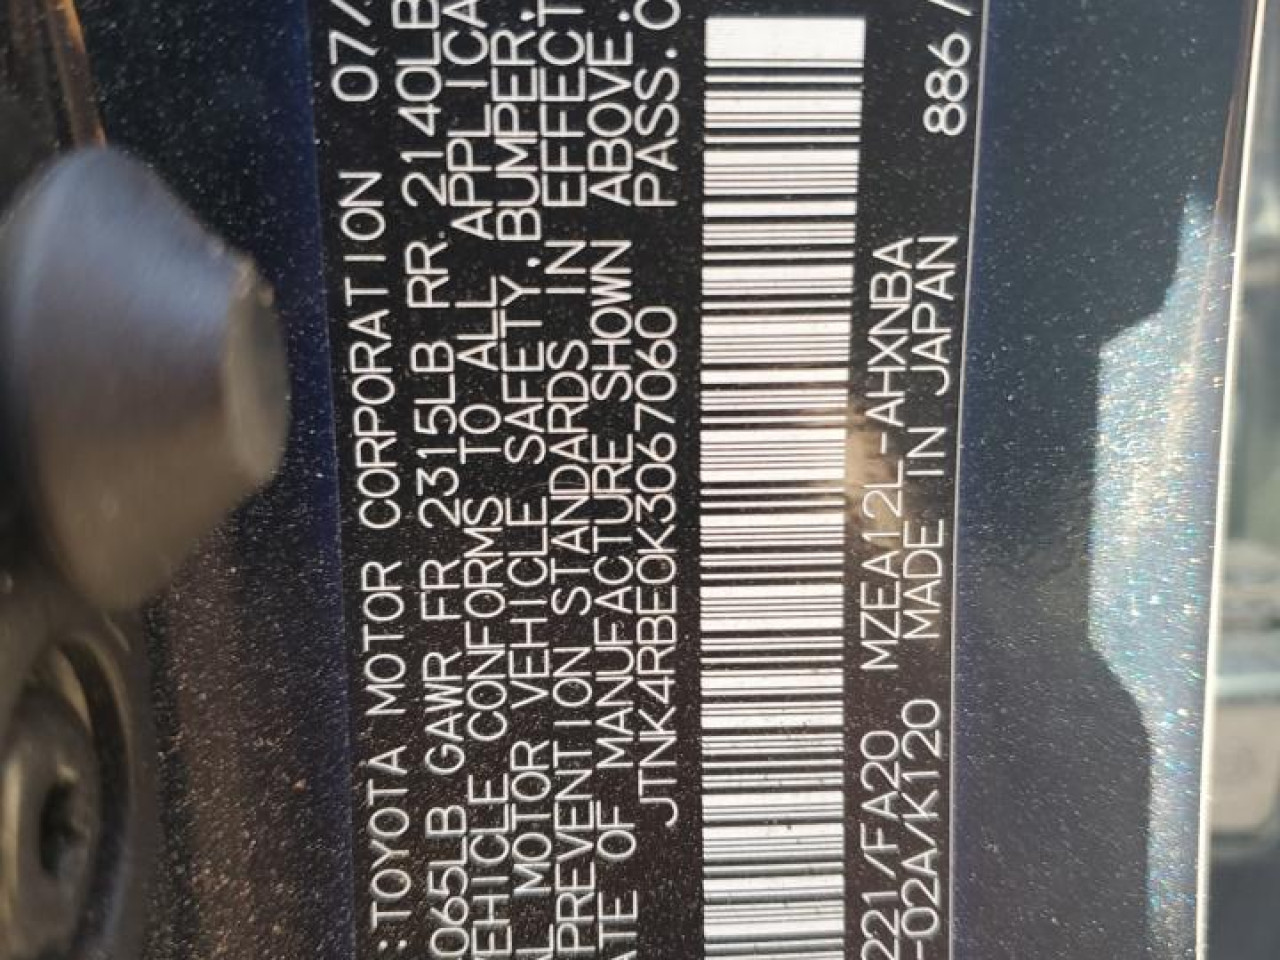 :TOYOTA MOTOR CORPORATION 07/
065LB GAWR FR 2315LB RR 2140LB
VEHICLE CONFORMS TO ALL APPLICA
AL MOTOR VEHICLE SAFETY, BUMPER,
PREVENTION STANDARDS IN EFFECT
ATE OF MANUFACTURE SHOWN ABOVE.
JTNK4RBE0K3067060 PASS.C
221/FA20 MZEA12L-AHXNBA
-02A/K120 MADE IN JAPAN 886/